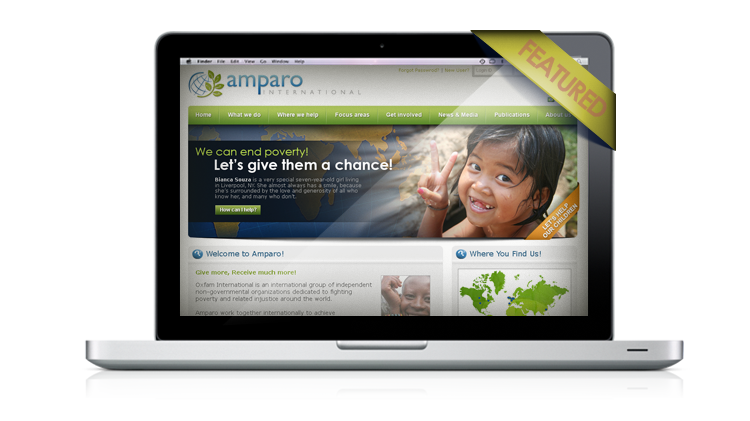 FEATURED
Finder File Edit View Go Window Help
Forgot Password? | New User?
amparo
INTERNATIONAL
Home What we do Where we help Focus areas Get involved News & Media Publications About us
We can end poverty!
Let's give them a chance!
Bianca Souza is a very special seven-year-old girl living
in Liverpool, NY. She almost always has a smile, because
she's surrounded by the love and generosity of all who
know her, and many who don't.
How can I help?
LET'S HELP
OUR CHILDREN
Welcome to Amparo!
Where You Find Us!
Give more, Receive much more!
Oxfam International is an international group of independent
non-governmental organizations dedicated to fighting
poverty and related injustice around the world.
Amparo work together internationally to achieve